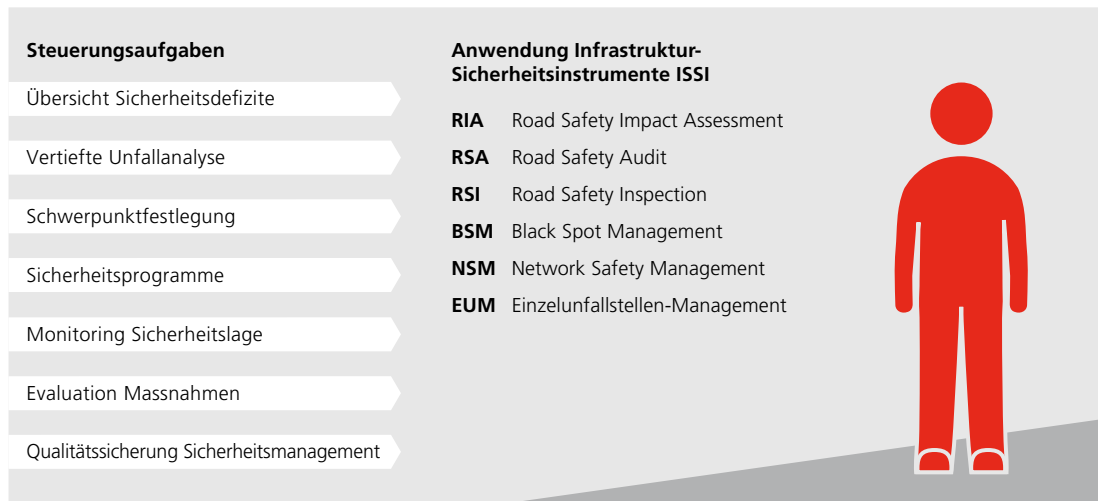 Steuerungsaufgaben
Übersicht Sicherheitsdefizite
Vertiefte Unfallanalyse
Schwerpunktfestlegung
Sicherheitsprogramme
Monitoring Sicherheitslage
Evaluation Massnahmen
Qualitätssicherung Sicherheitsmanagement
Anwendung Infrastruktur-
Sicherheitsinstrumente ISSI
RIA Road Safety Impact Assessment
RSA Road Safety Audit
RSI Road Safety Inspection
BSM Black Spot Management
NSM Network Safety Management
EUM Einzelunfallstellen-Management